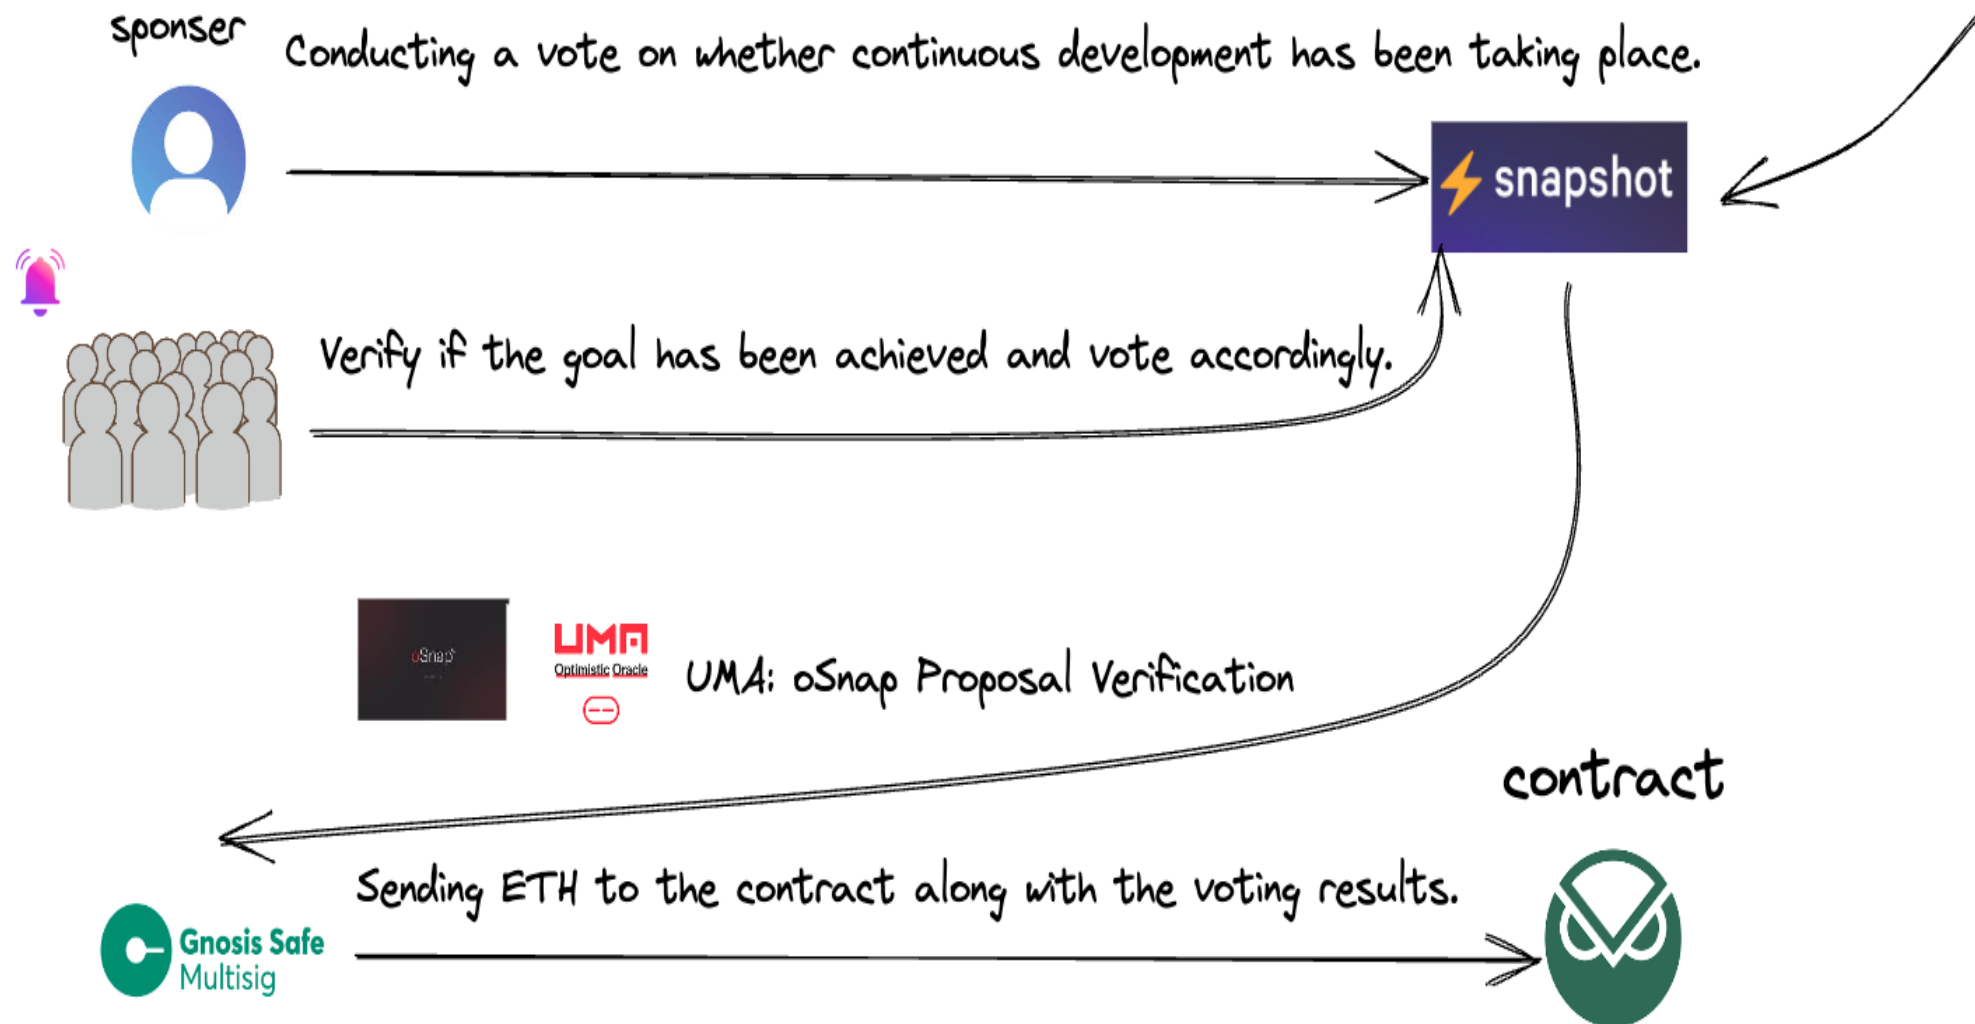 sponser
Conducting a vote on whether continuous development has been taking place.
snapshot
Verify if the goal has been achieved and vote accordingly.
oSnap
UMA
Optimistic Oracle
UMA: oSnap Proposal Verification
contract
Sending ETH to the contract along with the voting results.
Gnosis Safe
Multisig